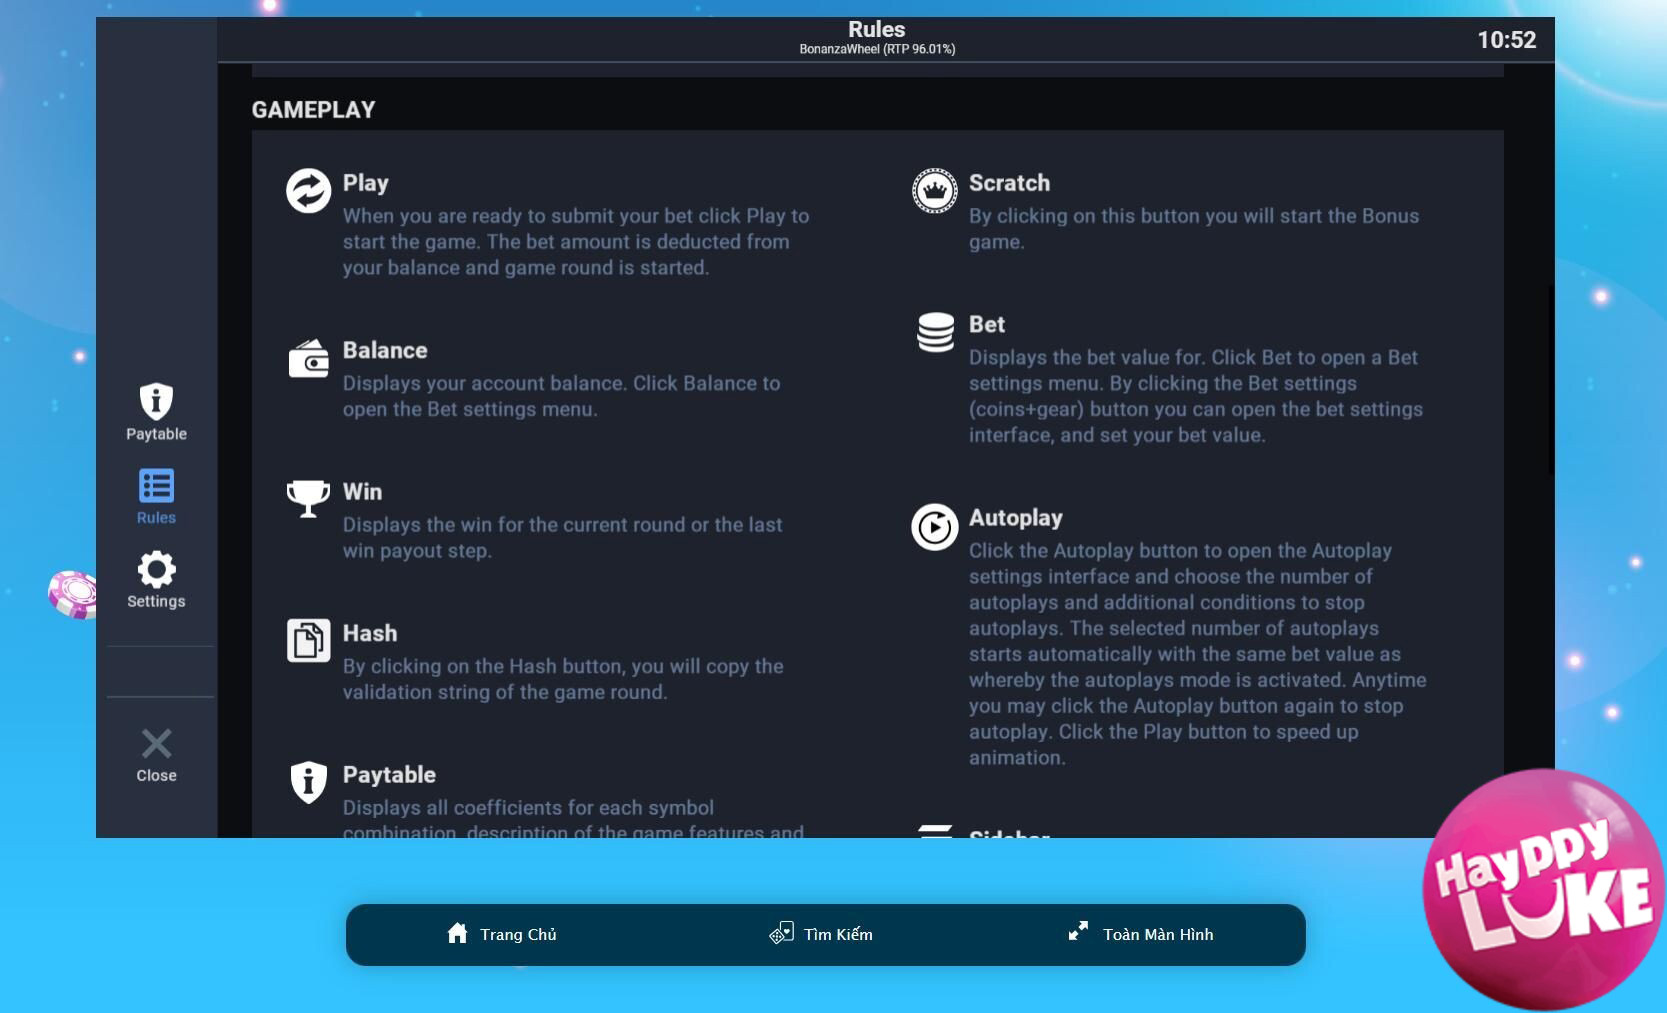 Rules
BonanzaWheel (RTP 96.01%)
10:52
GAMEPLAY
Play
When you are ready to submit your bet click Play to
start the game. The bet amount is deducted from
your balance and game round is started.
Balance
Displays your account balance. Click Balance to
open the Bet settings menu.
Win
Displays the win for the current round or the last
win payout step.
Hash
By clicking on the Hash button, you will copy the
validation string of the game round.
Paytable
Displays all coefficients for each symbol
combination, description of the game features and
Scratch
By clicking on this button you will start the Bonus
game.
Bet
Displays the bet value for. Click Bet to open a Bet
settings menu. By clicking the Bet settings
(coins+gear) button you can open the bet settings
interface, and set your bet value.
Autoplay
Click the Autoplay button to open the Autoplay
settings interface and choose the number of
autoplays and additional conditions to stop
autoplays. The selected number of autoplays
starts automatically with the same bet value as
whereby the autoplays mode is activated. Anytime
you may click the Autoplay button again to stop
autoplay. Click the Play button to speed up
animation.
Sidebar
Paytable
Rules
Settings
Close
Trang Chủ
Tìm Kiếm
Toàn Màn Hình
Hayppy
LUKE